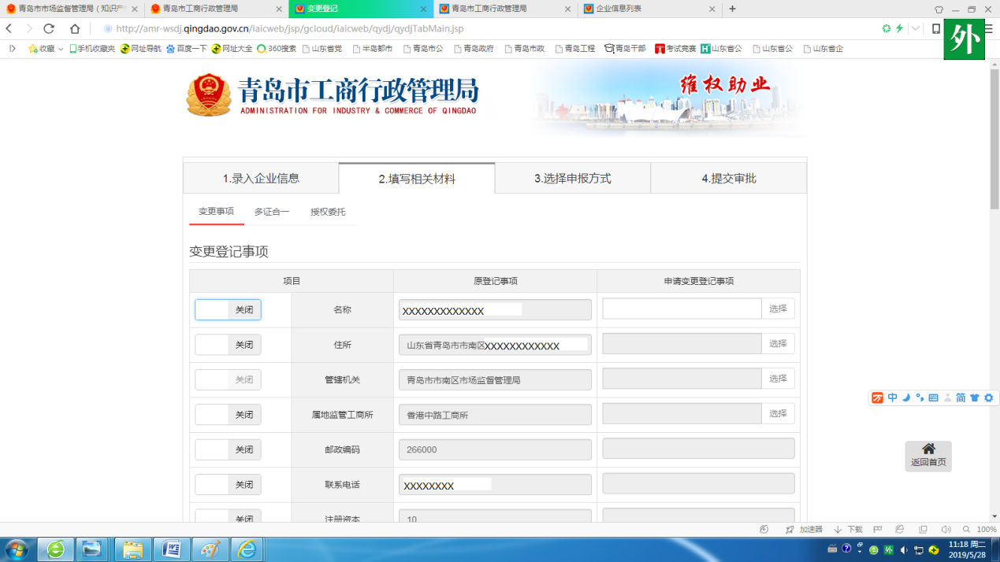 青岛市市场监督管理局（知识产
青岛市工商行政管理局
变更登记
青岛市工商行政管理局
企业信息列表
http://amr-wsdj.qingdao.gov.cn/iaicweb/jsp/gcloud/iaicweb/qydj/qydjTabMain.jsp
外
收藏 手机收藏夹 网址导航 百度一下 网址大全 360搜索 山东省党 半岛都市 青岛市公 青岛政府 青岛市政 青岛工程 青岛干部 考试竞赛 山东省公 山东省公 山东省企
青岛市工商行政管理局
ADMINISTRATION FOR INDUSTRY & COMMERCE OF QINGDAO
维权助业
1.录入企业信息 2.填写相关材料 3.选择申报方式 4.提交审批
变更事项 多证合一 授权委托
变更登记事项
项目 原登记事项 申请变更登记事项
关闭 名称 XXXXXXXXXXXXX 选择
关闭 住所 山东省青岛市市南区XXXXXXXXXXXX 选择
关闭 管辖机关 青岛市市南区市场监督管理局 选择
关闭 属地监管工商所 香港中路工商所 选择
关闭 邮政编码 266000
关闭 联系电话 XXXXXXXX
关闭 注册资本 10
中 简
返回首页
加速器 下载 100%
11:18 周二
2019/5/28